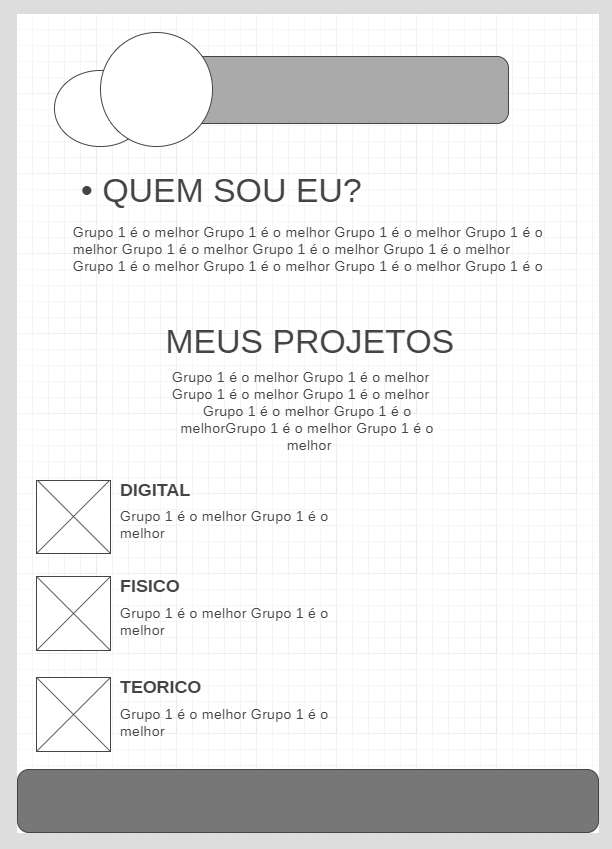 • QUEM SOU EU?
Grupo 1 é o melhor Grupo 1 é o melhor Grupo 1 é o melhor Grupo 1 é o
melhor Grupo 1 é o melhor Grupo 1 é o melhor Grupo 1 é o melhor
Grupo 1 é o melhor Grupo 1 é o melhor Grupo 1 é o melhor Grupo 1 é o
MEUS PROJETOS
Grupo 1 é o melhor Grupo 1 é o melhor
Grupo 1 é o melhor Grupo 1 é o melhor
Grupo 1 é o melhor Grupo 1 é o
melhorGrupo 1 é o melhor Grupo 1 é o
melhor
DIGITAL
Grupo 1 é o melhor Grupo 1 é o
melhor
FISICO
Grupo 1 é o melhor Grupo 1 é o
melhor
TEORICO
Grupo 1 é o melhor Grupo 1 é o
melhor